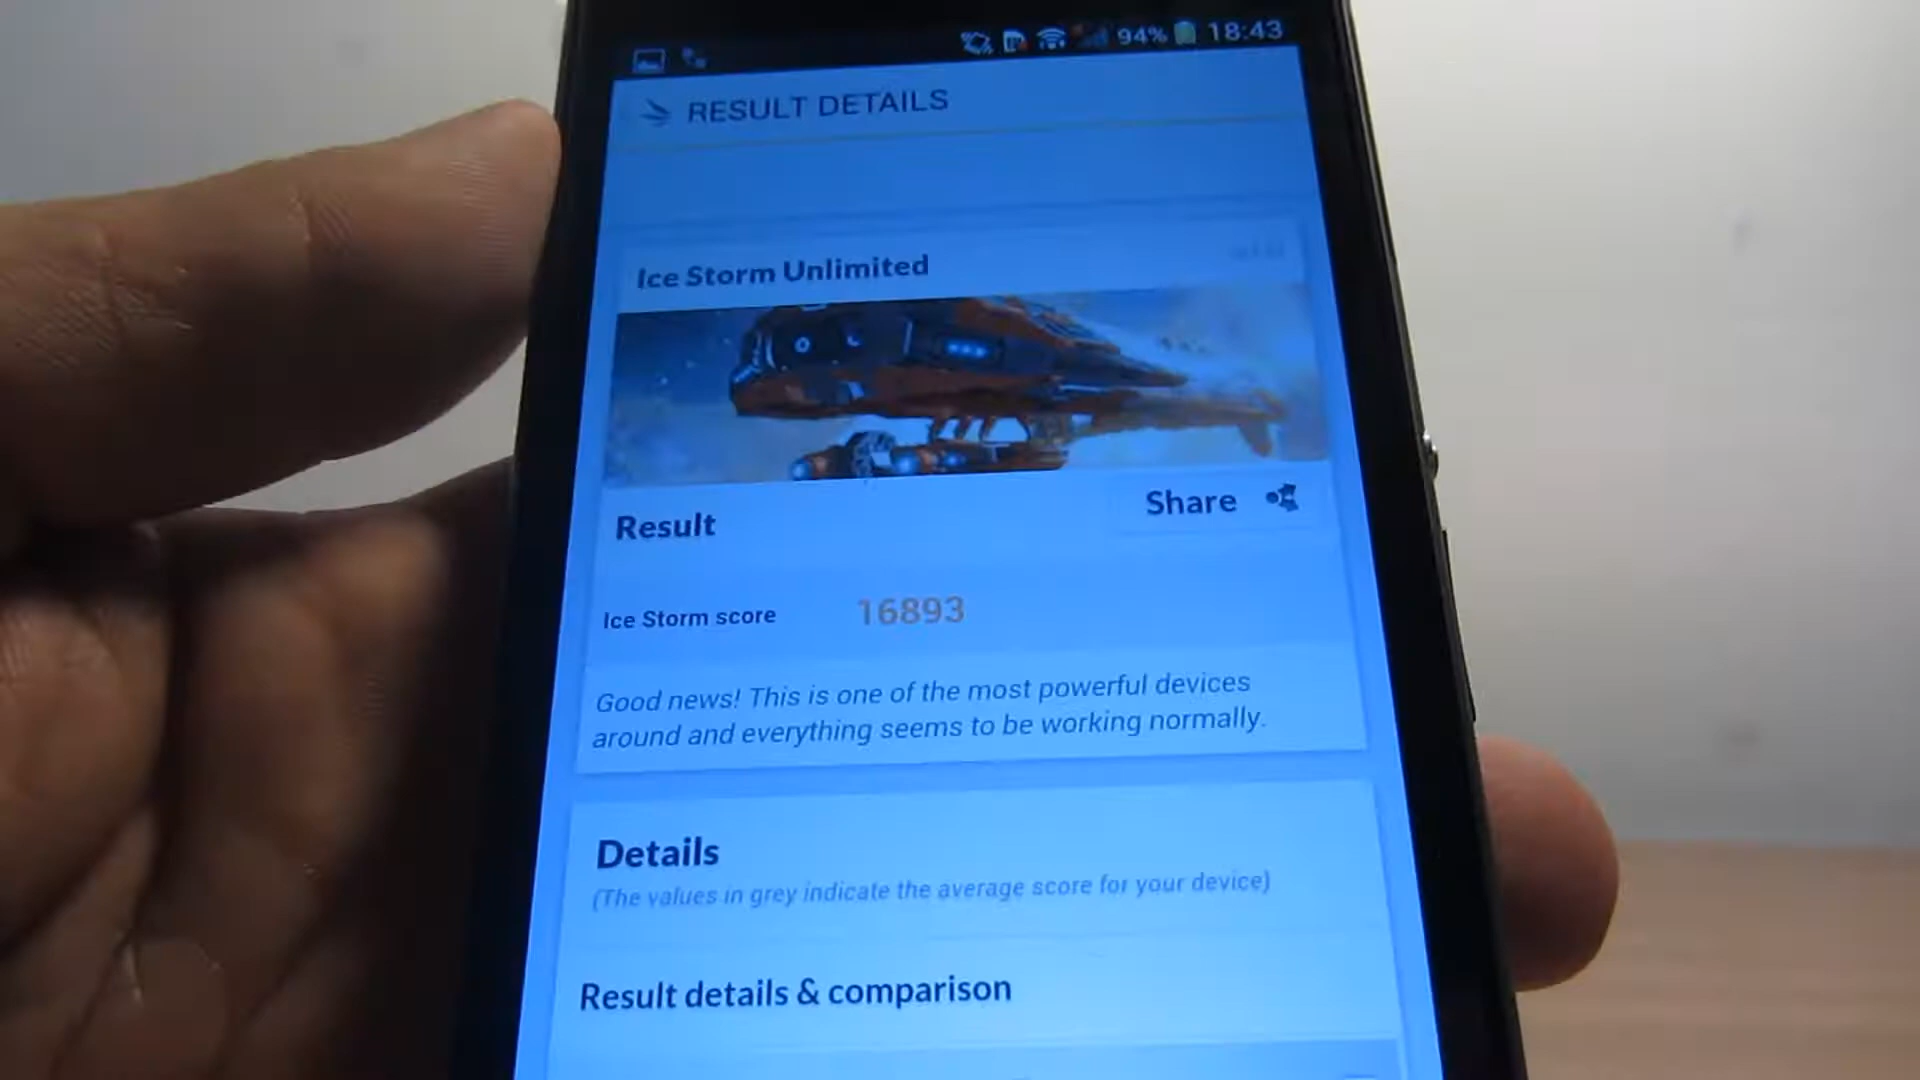 94% 18:43
RESULT DETAILS
Ice Storm Unlimited
Result
Share
Ice Storm score 16893
Good news! This is one of the most powerful devices
around and everything seems to be working normally.
Details
(The values in grey indicate the average score for your device)
Result details & comparison